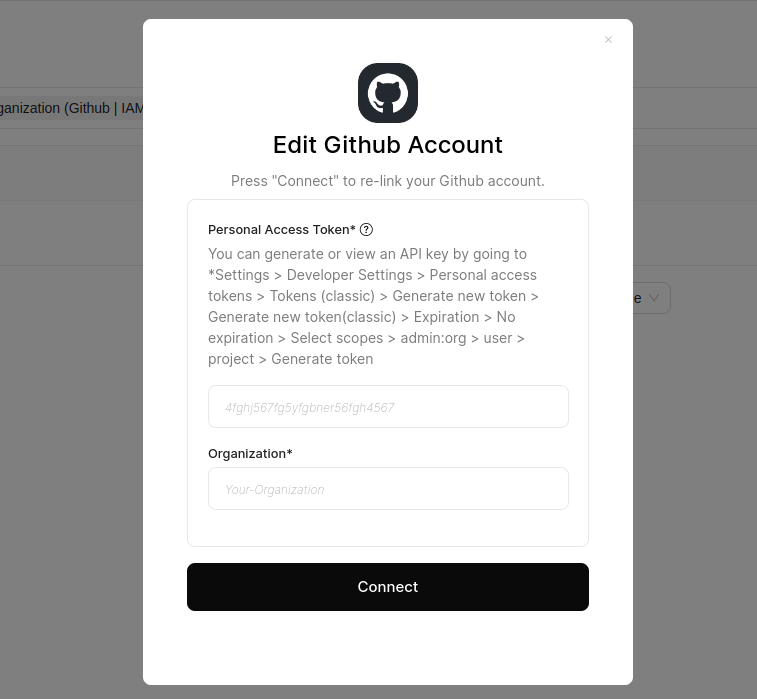 ×
ganization (Github | IAM
Edit Github Account
Press "Connect" to re-link your Github account.
Personal Access Token* ?
You can generate or view an API key by going to
*Settings > Developer Settings > Personal access
tokens > Tokens (classic) > Generate new token >
Generate new token(classic) > Expiration > No
expiration > Select scopes > admin:org > user >
project > Generate token
e
4fghj567fg5yfgbner56fgh4567
Organization*
Your-Organization
Connect